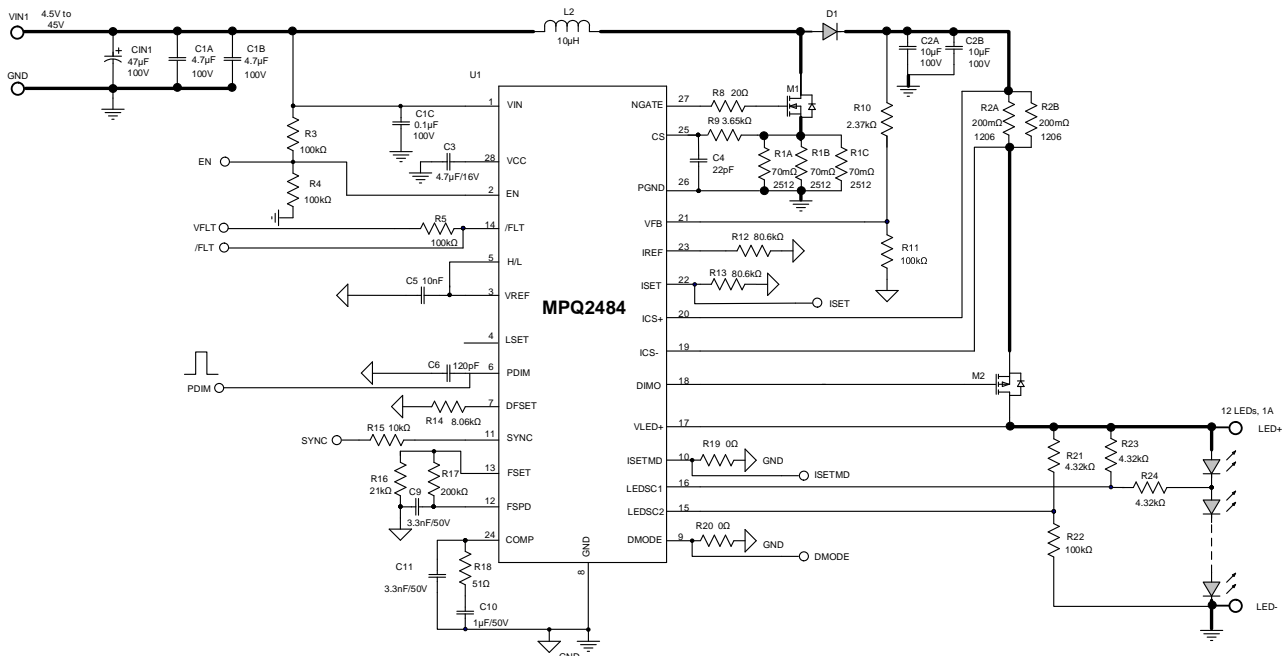 VIN1
4.5V to
45V
GND
CIN1
47µF
100V
C1A
4.7µF
100V
C1B
4.7µF
100V
L2
10µH
D1
C2A
10µF
100V
C2B
10µF
100V
U1
R3
100kΩ
C1C
0.1µF
100V
EN
R4
100kΩ
C3
4.7µF/16V
VFLT
/FLT
R5
100kΩ
C5 10nF
PDIM
C6
120pF
R14
8.06kΩ
SYNC
R15 10kΩ
R16
21kΩ
R17
200kΩ
C9
3.3nF/50V
C11
3.3nF/50V
R18
51Ω
C10
1µF/50V
GND
MPQ2484
1 VIN
28 VCC
2 EN
14 /FLT
5 H/L
3 VREF
4 LSET
6 PDIM
7 DFSET
11 SYNC
13 FSET
12 FSPD
24 COMP
GND
8
NGATE 27
CS 25
PGND 26
VFB 21
IREF 23
ISET 22
ICS+ 20
ICS- 19
DIMO 18
VLED+ 17
ISETMD 10
LEDSC1 16
LEDSC2 15
DMODE 9
R8 20Ω
M1
R9 3.65kΩ
C4
22pF
R1A
70mΩ
2512
R1B
70mΩ
2512
R1C
70mΩ
2512
R10
2.37kΩ
R11
100kΩ
R2A
200mΩ
1206
R2B
200mΩ
1206
R12 80.6kΩ
R13 80.6kΩ
ISET
M2
R19 0Ω
GND
ISETMD
R20 0Ω
GND
DMODE
R21
4.32kΩ
R23
4.32kΩ
R24
4.32kΩ
R22
100kΩ
12 LEDs, 1A
LED+
LED-